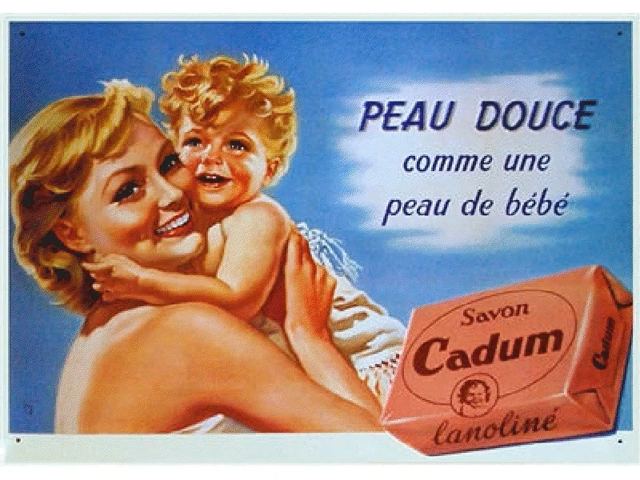 PEAU DOUCE
comme une
peau de bébé
Savon
Cadum
lanoliné
Cadum